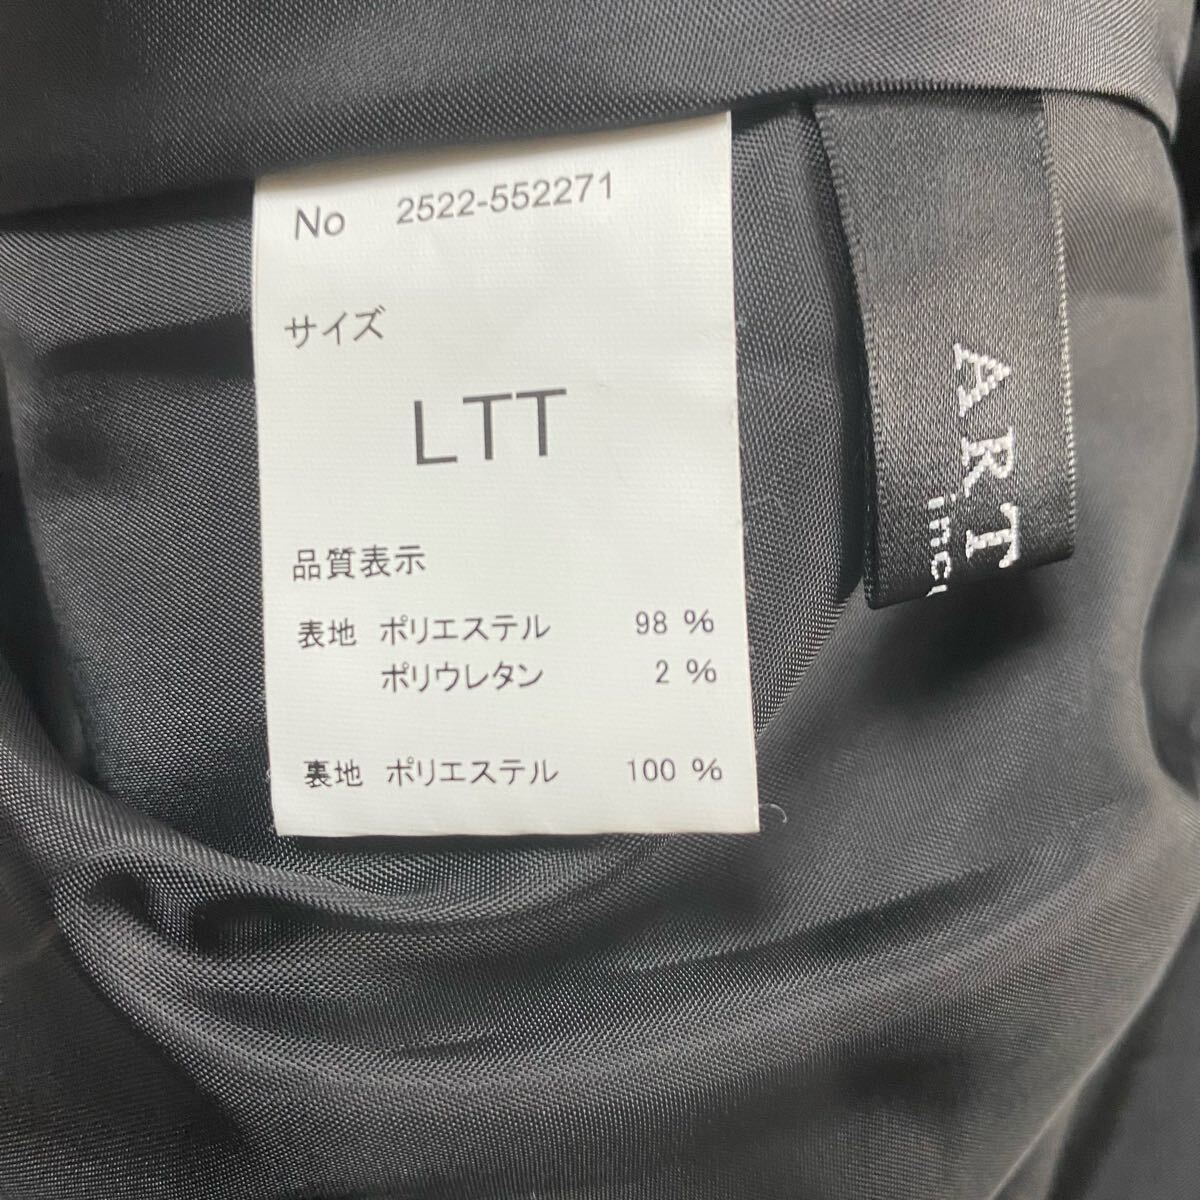 No 2522-552271
サイズ
LTT
品質表示
表地 ポリエステル 98 %
ポリウレタン 2 %
裏地 ポリエステル 100 %
ART